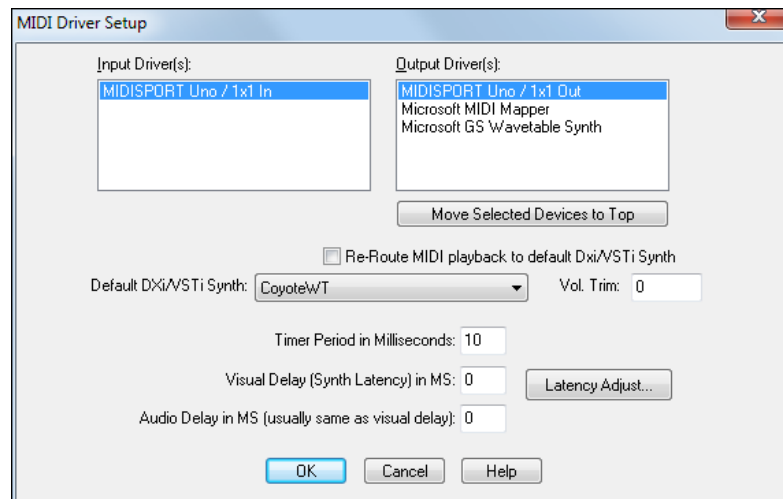 MIDI Driver Setup
Input Driver(s):
MIDISPORT Uno / 1x1 In
Output Driver(s):
MIDISPORT Uno / 1x1 Out
Microsoft MIDI Mapper
Microsoft GS Wavetable Synth
Move Selected Devices to Top
Re-Route MIDI playback to default Dxi/VSTi Synth
Default DXi/VSTi Synth: CoyoteWT Vol. Trim: 0
Timer Period in Milliseconds: 10
Visual Delay (Synth Latency) in MS: 0 Latency Adjust...
Audio Delay in MS (usually same as visual delay): 0
OK Cancel Help